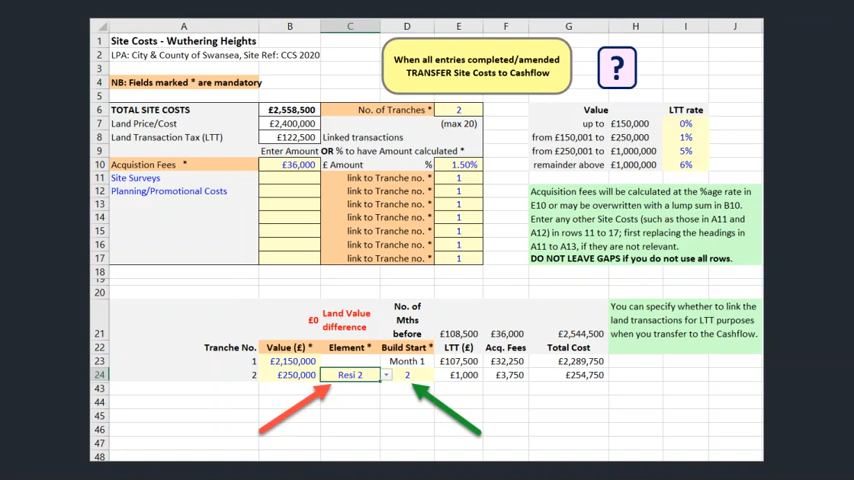 A B C D E F G H I J
1 Site Costs - Wuthering Heights
2 LPA: City & County of Swansea, Site Ref: CCS 2020
3
When all entries completed/amended
TRANSFER Site Costs to Cashflow
?
4 NB: Fields marked * are mandatory
5
6 TOTAL SITE COSTS £2,558,500 No. of Tranches * 2 Value LTT rate
7 Land Price/Cost £2,400,000 (max 20) up to £150,000 0%
8 Land Transaction Tax (LTT) £122,500 Linked transactions from £150,001 to £250,000 1%
9 Enter Amount OR % to have Amount calculated * from £250,001 to £1,000,000 5%
10 Acquistion Fees * £36,000 £ Amount % 1.50% remainder above £1,000,000 6%
11 Site Surveys link to Tranche no. * 1
12 Planning/Promotional Costs link to Tranche no. * 1
13 link to Tranche no. * 1
14 link to Tranche no. * 1
15 link to Tranche no. * 1
16 link to Tranche no. * 1
17 link to Tranche no. * 1
Acquisition fees will be calculated at the %age rate in
E10 or may be overwritten with a lump sum in B10.
Enter any other Site Costs (such as those in A11 and
A12) in rows 11 to 17; first replacing the headings in
A11 to A13, if they are not relevant.
DO NOT LEAVE GAPS if you do not use all rows.
18
19
20
21 £0 Land Value difference No. of Mths before £108,500 £36,000 £2,544,500
You can specify whether to link the
land transactions for LTT purposes
when you transfer to the Cashflow.
22 Tranche No. Value (£) * Element * Build Start * LTT (£) Acq. Fees Total Cost
23 1 £2,150,000 Month 1 £107,500 £32,250 £2,289,750
24 2 £250,000 Resi 2 2 £1,000 £3,750 £254,750
43
44
45
46
47
48